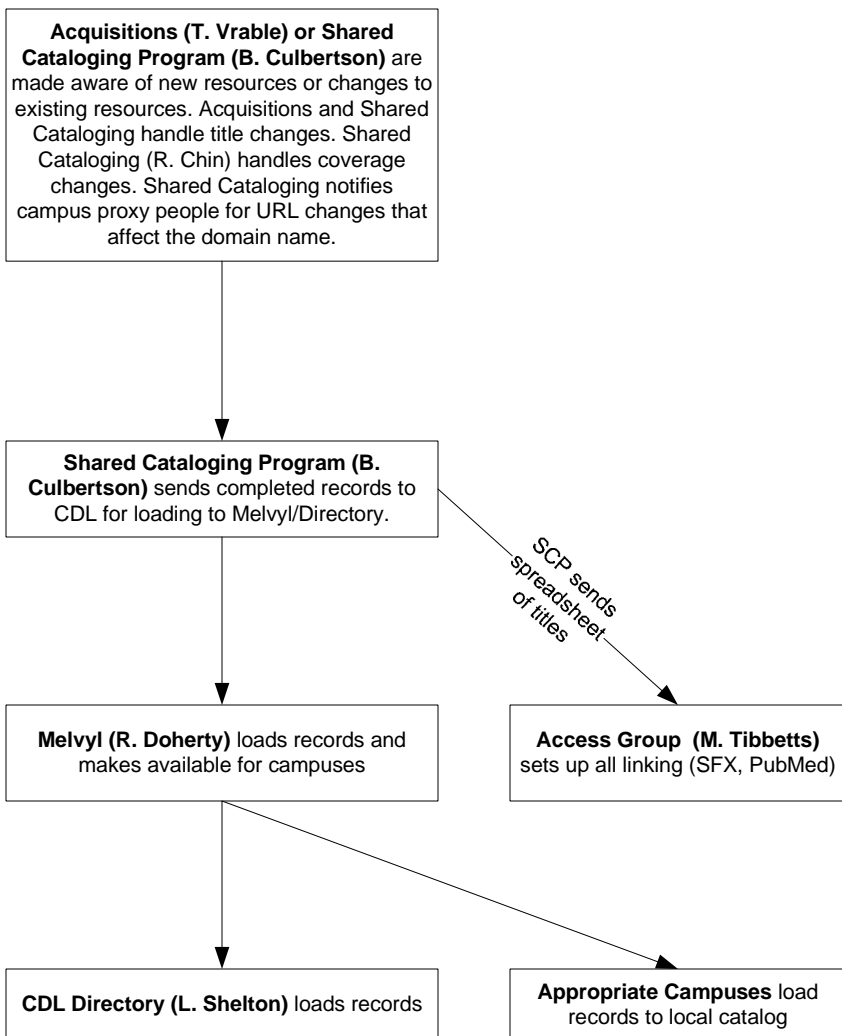 Acquisitions (T. Vrable) or Shared
Cataloging Program (B. Culbertson) are
made aware of new resources or changes to
existing resources. Acquisitions and Shared
Cataloging handle title changes. Shared
Cataloging (R. Chin) handles coverage
changes. Shared Cataloging notifies
campus proxy people for URL changes that
affect the domain name.
Shared Cataloging Program (B.
Culbertson) sends completed records to
CDL for loading to Melvyl/Directory.
SCP sends
spreadsheet
of titles
Melvyl (R. Doherty) loads records and
makes available for campuses
Access Group (M. Tibbetts)
sets up all linking (SFX, PubMed)
CDL Directory (L. Shelton) loads records
Appropriate Campuses load
records to local catalog